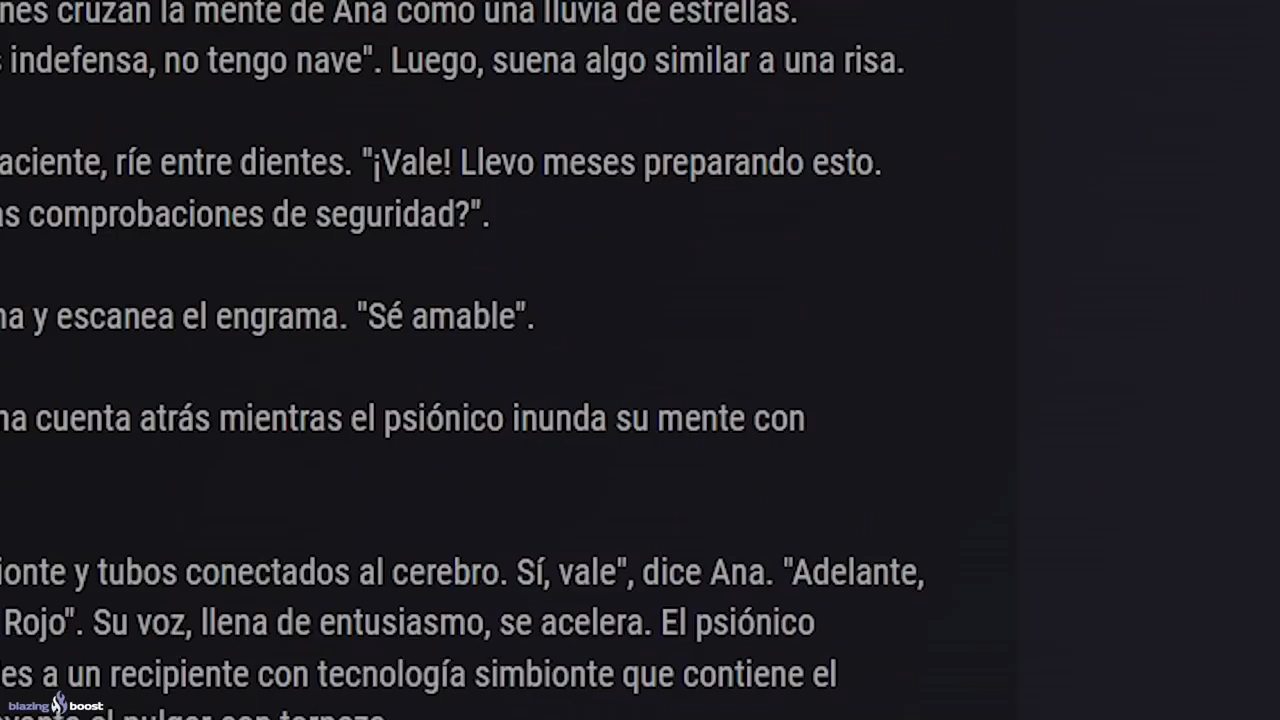 nes cruzan la mente de Ana como una lluvia de estrellas.
indefensa, no tengo nave". Luego, suena algo similar a una risa.
aciente, ríe entre dientes. "¡Vale! Llevo meses preparando esto.
as comprobaciones de seguridad?".
na y escanea el engrama. "Sé amable".
na cuenta atrás mientras el psiónico inunda su mente con
ionte y tubos conectados al cerebro. Sí, vale", dice Ana. "Adelante,
Rojo". Su voz, llena de entusiasmo, se acelera. El psiónico
es a un recipiente con tecnología simbionte que contiene el
el pulgar con torpeza
blazing boost